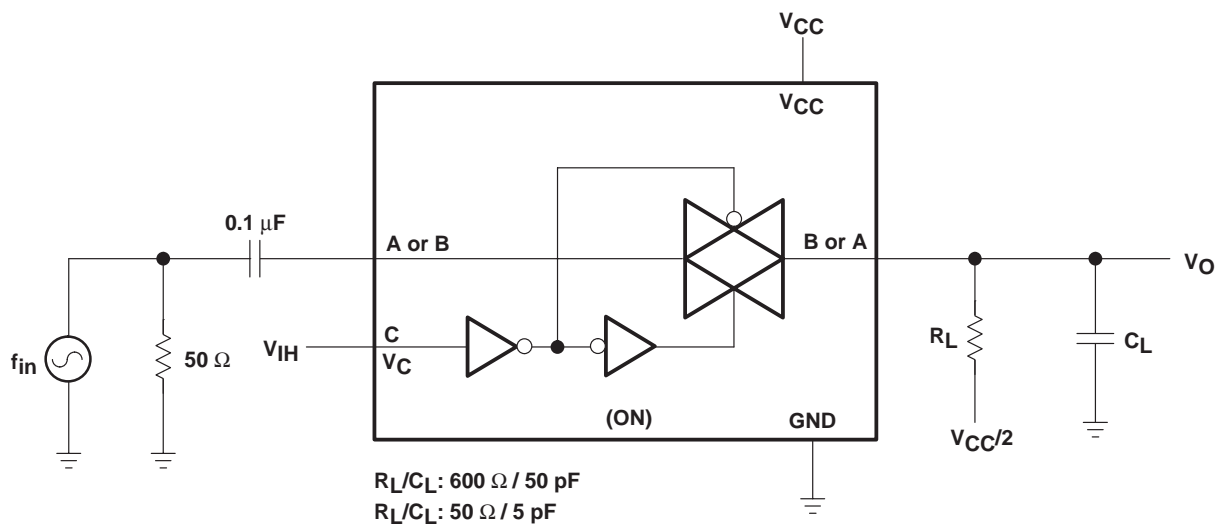 VCC
VCC
0.1 μF
A or B
B or A
VO
fin
50 Ω
VIH
C
VC
RL
CL
(ON)
GND
VCC/2
RL/CL: 600 Ω / 50 pF
RL/CL: 50 Ω / 5 pF